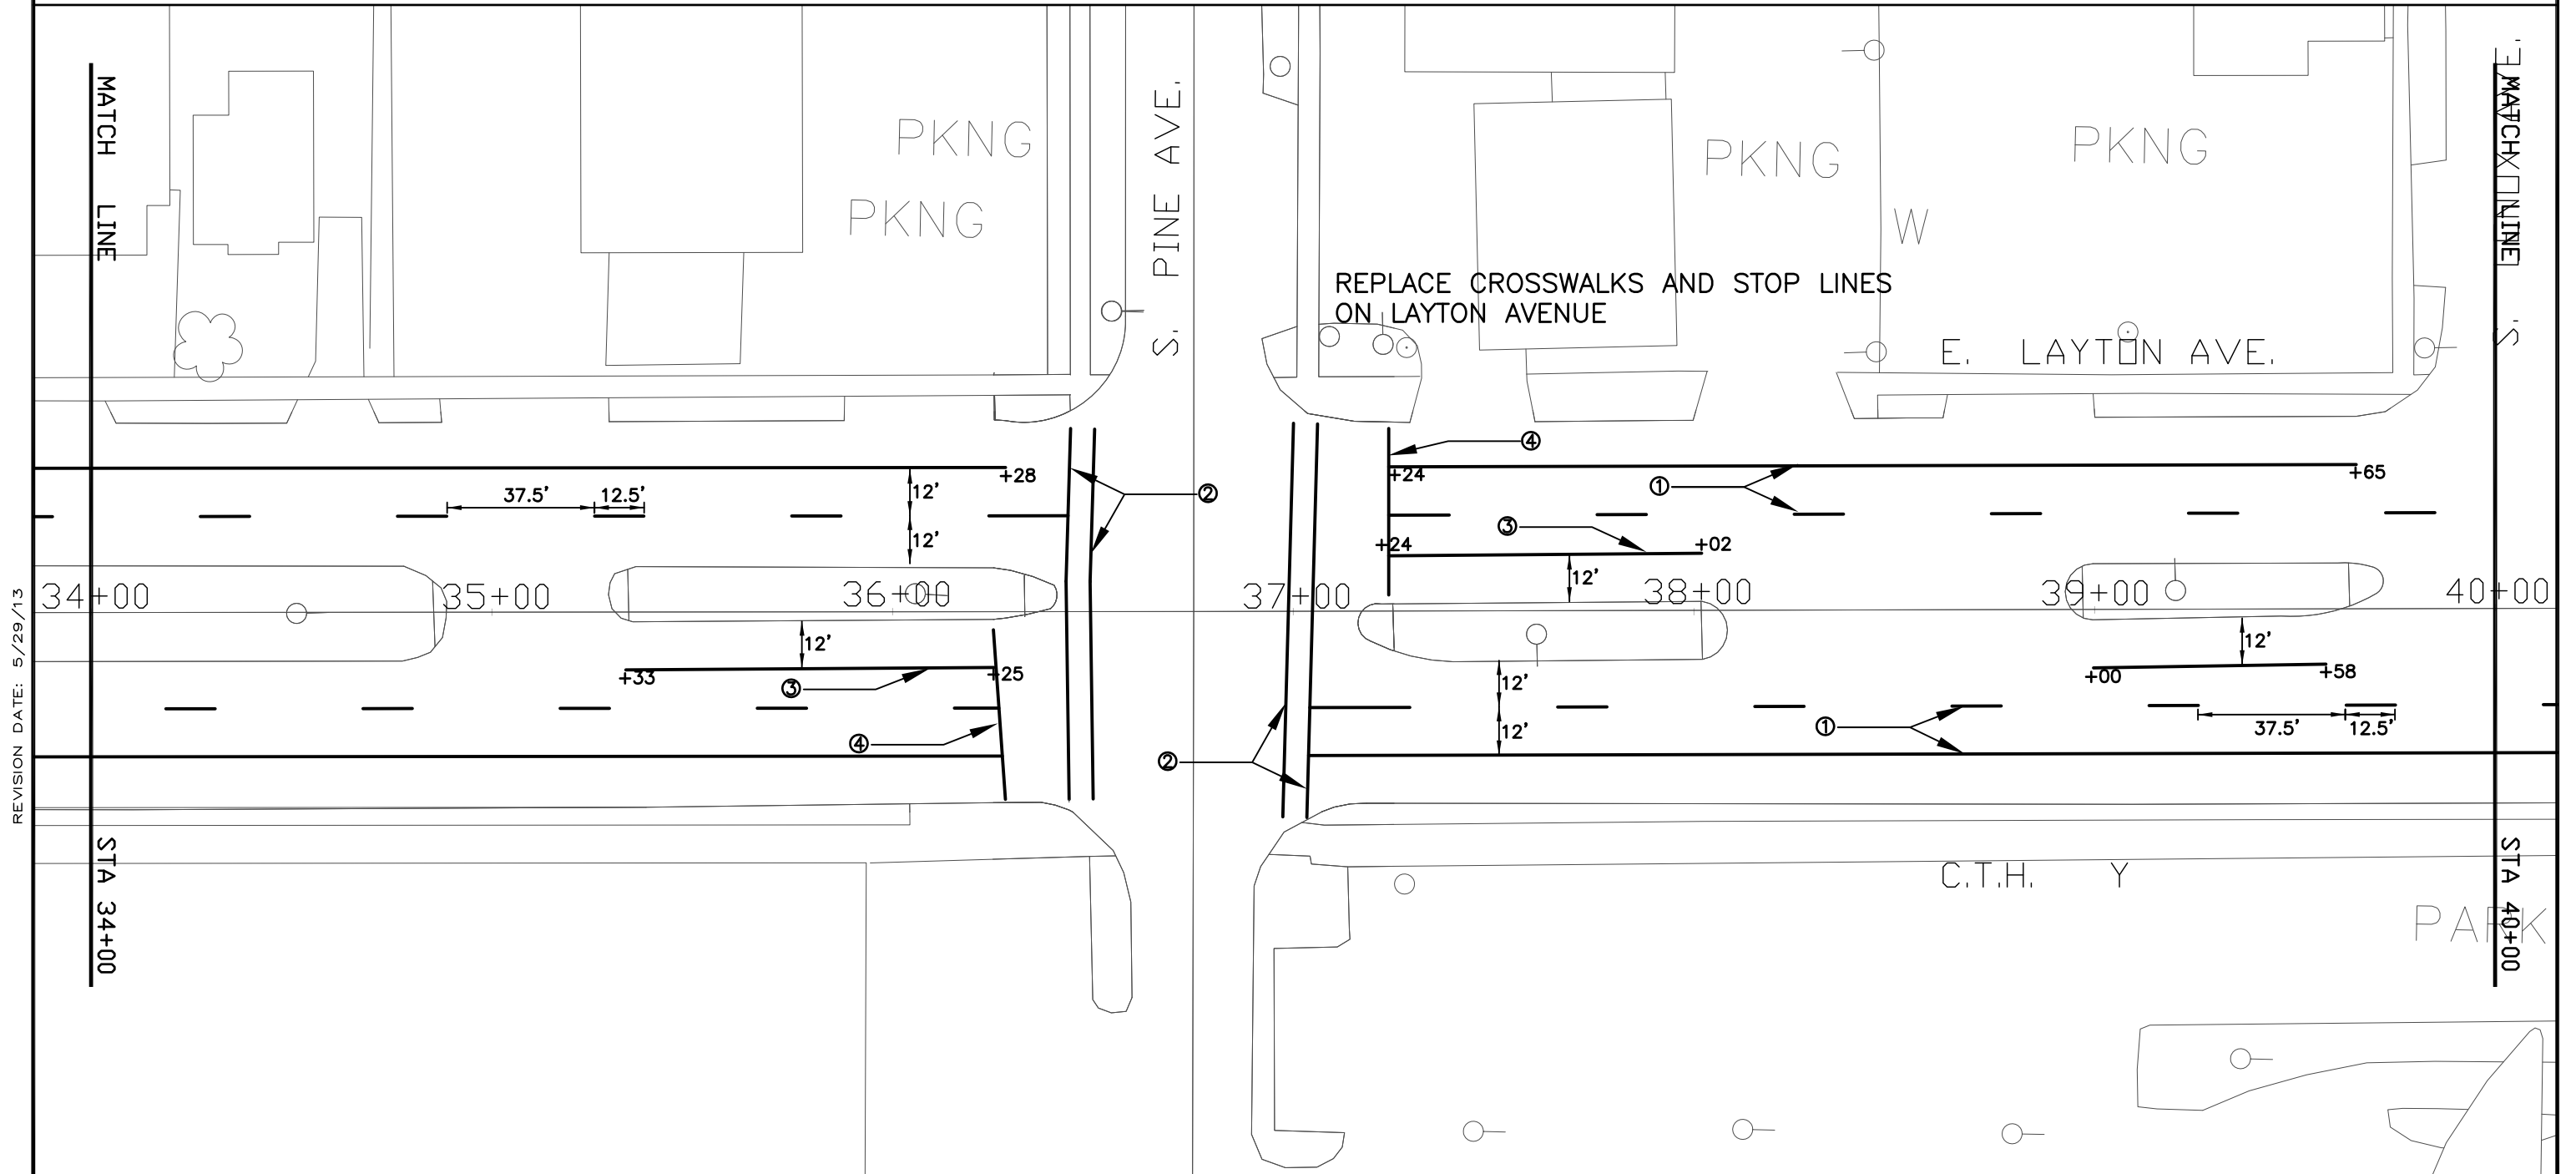 MATCH LINE
STA 34+00
REVISION DATE: 5/29/13
PKNG
PKNG
S. PINE AVE.
PKNG
W
PKNG
REPLACE CROSSWALKS AND STOP LINES
ON LAYTON AVENUE
E. LAYTON AVE.
MATCH LINE
STA 40+00
S.
E.
4
+28
+24
+65
37.5'
12.5'
12'
12'
2
1
3
+24
+02
12'
34+00
35+00
36+00
37+00
38+00
39+00
40+00
12'
+33
3
+25
12'
12'
12'
+00
+58
37.5'
12.5'
4
2
1
C.T.H. Y
PARK